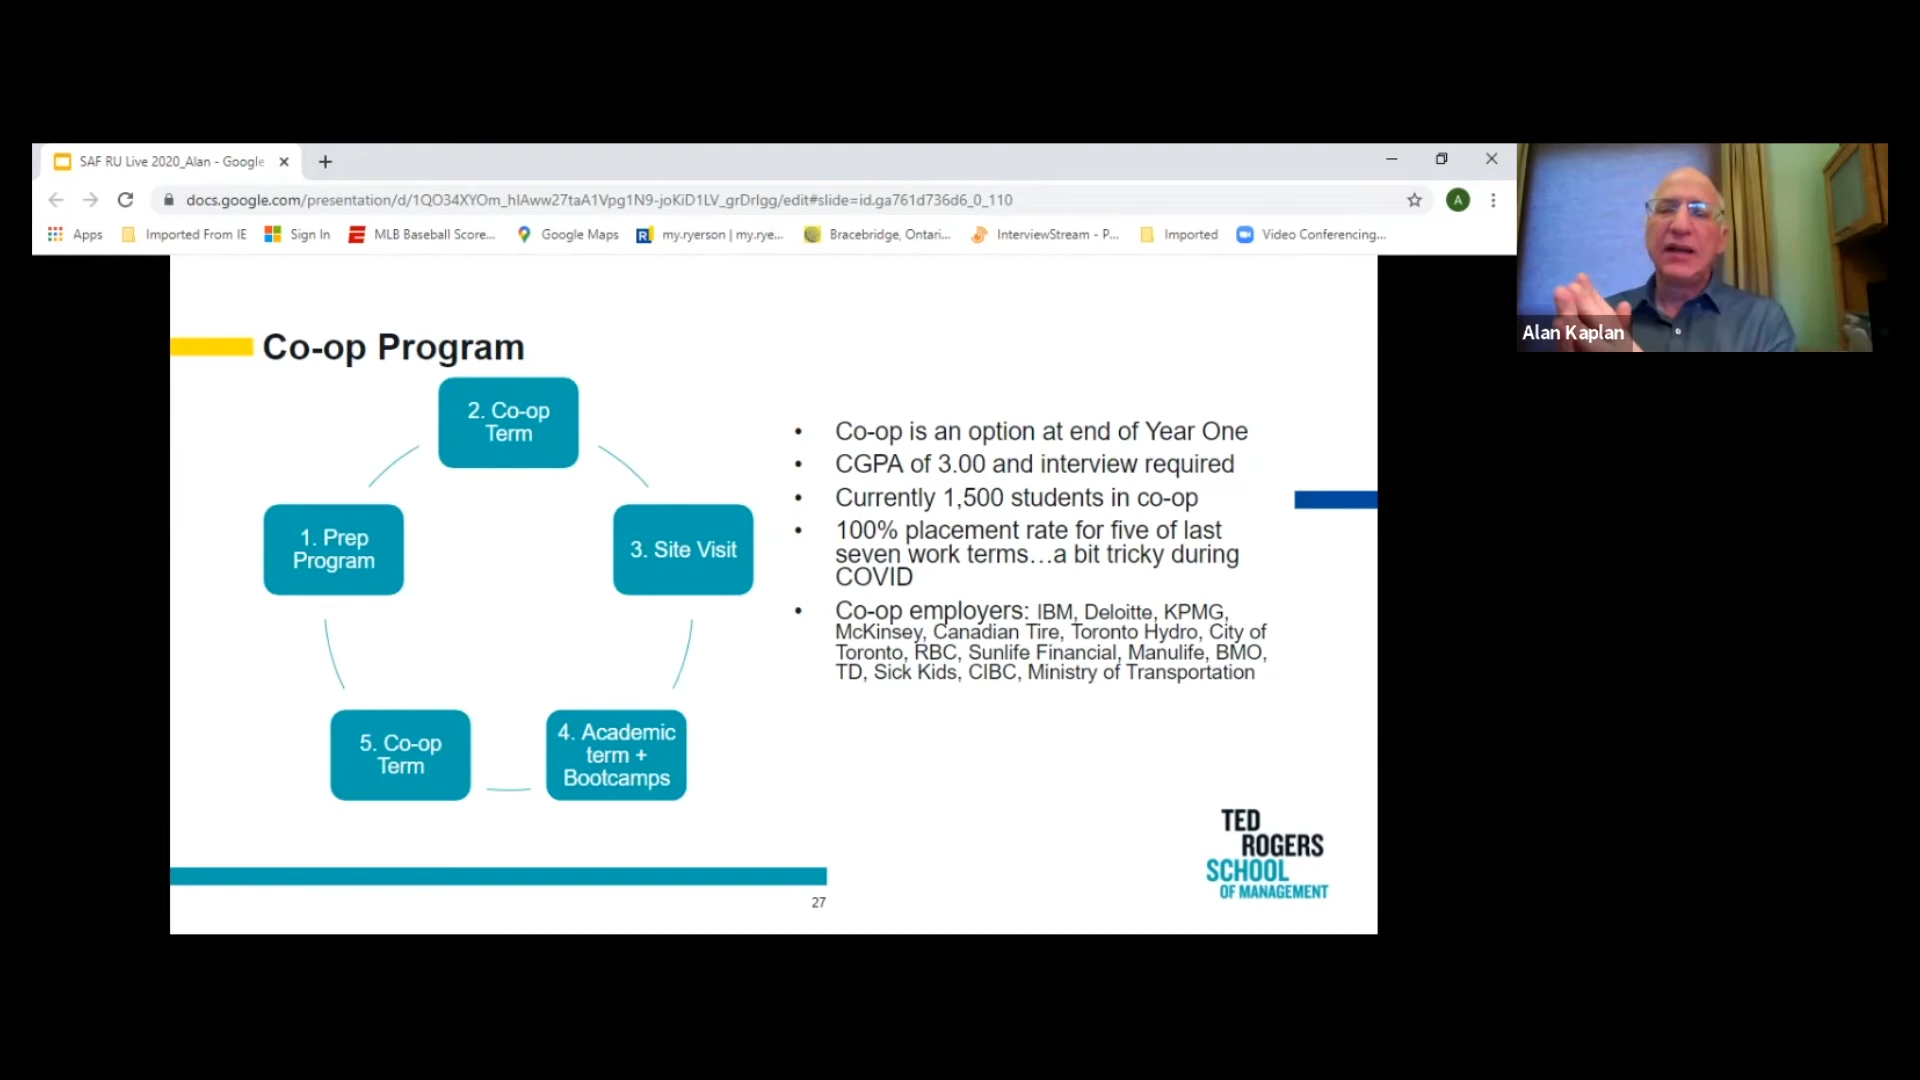 SAF RU Live 2020_Alan - Google
docs.google.com/presentation/d/1QO34XYOm_hIAww27taA1Vpg1N9-joKiD1LV_grDrIgg/edit#slide=id.ga761d736d6_0_110
A
Apps Imported From IE Sign In MLB Baseball Score... Google Maps my.ryerson | my.rye... Bracebridge, Ontari... InterviewStream - P... Imported Video Conferencing...
Alan Kaplan
Co-op Program
2. Co-op
Term
1. Prep
Program
3. Site Visit
5. Co-op
Term
4. Academic
term +
Bootcamps
• Co-op is an option at end of Year One
• CGPA of 3.00 and interview required
• Currently 1,500 students in co-op
• 100% placement rate for five of last
seven work terms…a bit tricky during
COVID
• Co-op employers: IBM, Deloitte, KPMG,
McKinsey, Canadian Tire, Toronto Hydro, City of
Toronto, RBC, Sunlife Financial, Manulife, BMO,
TD, Sick Kids, CIBC, Ministry of Transportation
TED
ROGERS
SCHOOL
OF MANAGEMENT
27